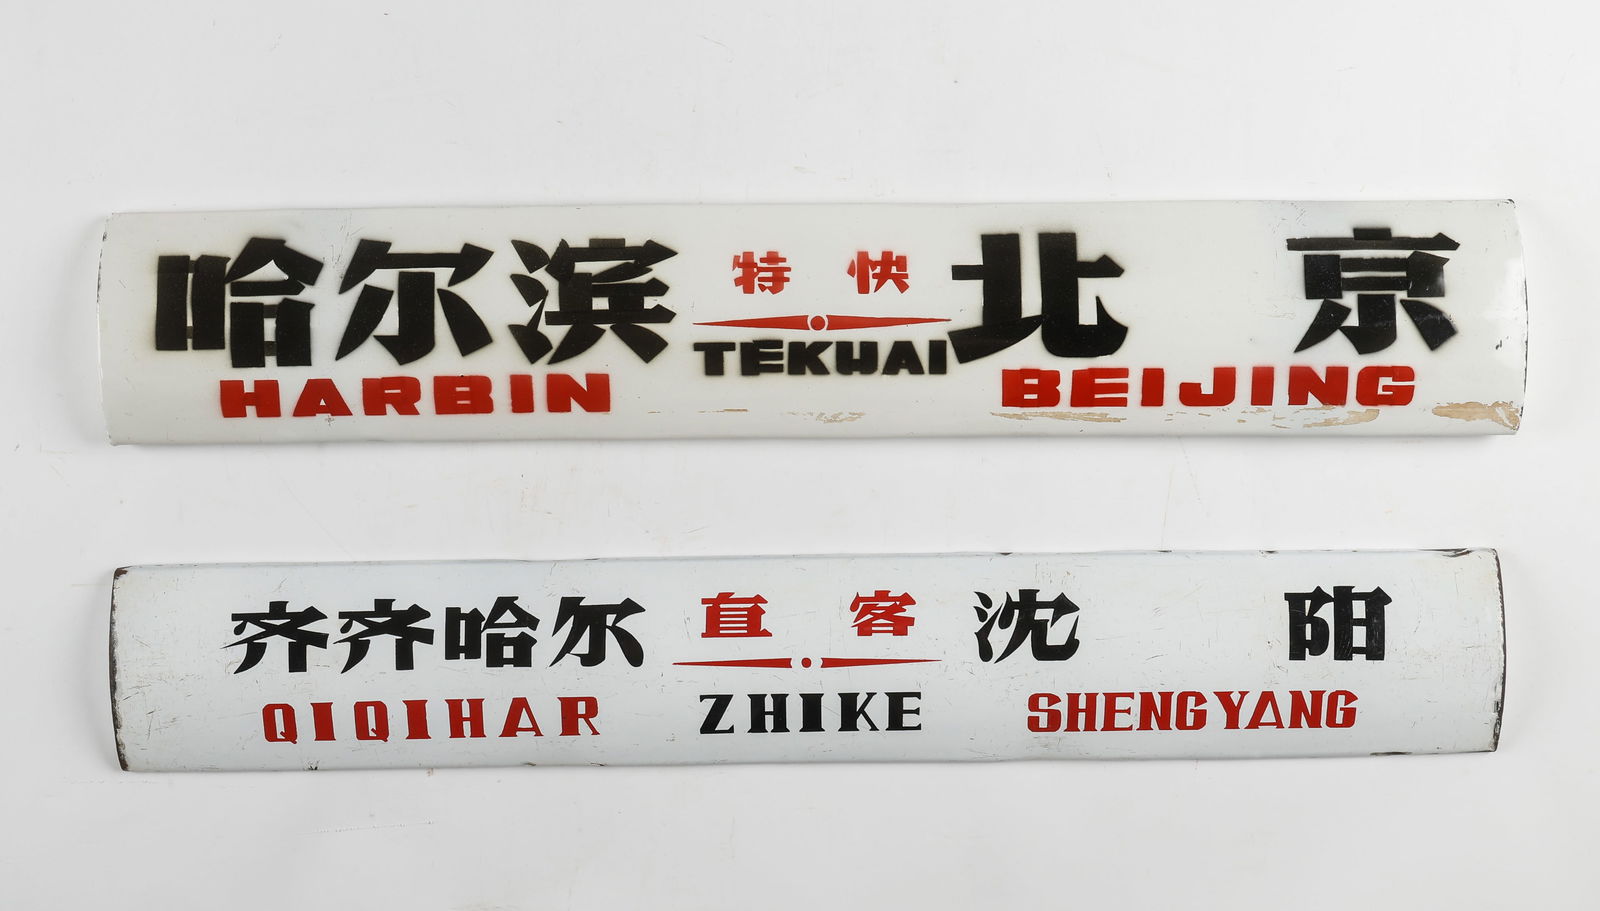 哈尔滨 特快 北京
HARBIN TEKUAI BEIJING
齐齐哈尔 直客 沈阳
QIQIHAR ZHIKE SHENGYANG